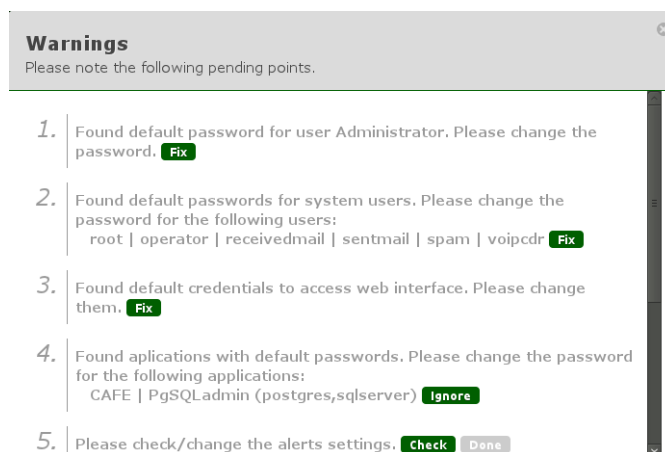 Warnings
Please note the following pending points.
1. Found default password for user Administrator. Please change the
password. Fix
2. Found default passwords for system users. Please change the
password for the following users:
root | operator | receivedmail | sentmail | spam | voipcdr Fix
3. Found default credentials to access web interface. Please change
them. Fix
4. Found aplications with default passwords. Please change the password
for the following applications:
CAFE | PgSQLadmin (postgres,sqlserver) Ignore
5. Please check/change the alerts settings. Check Done